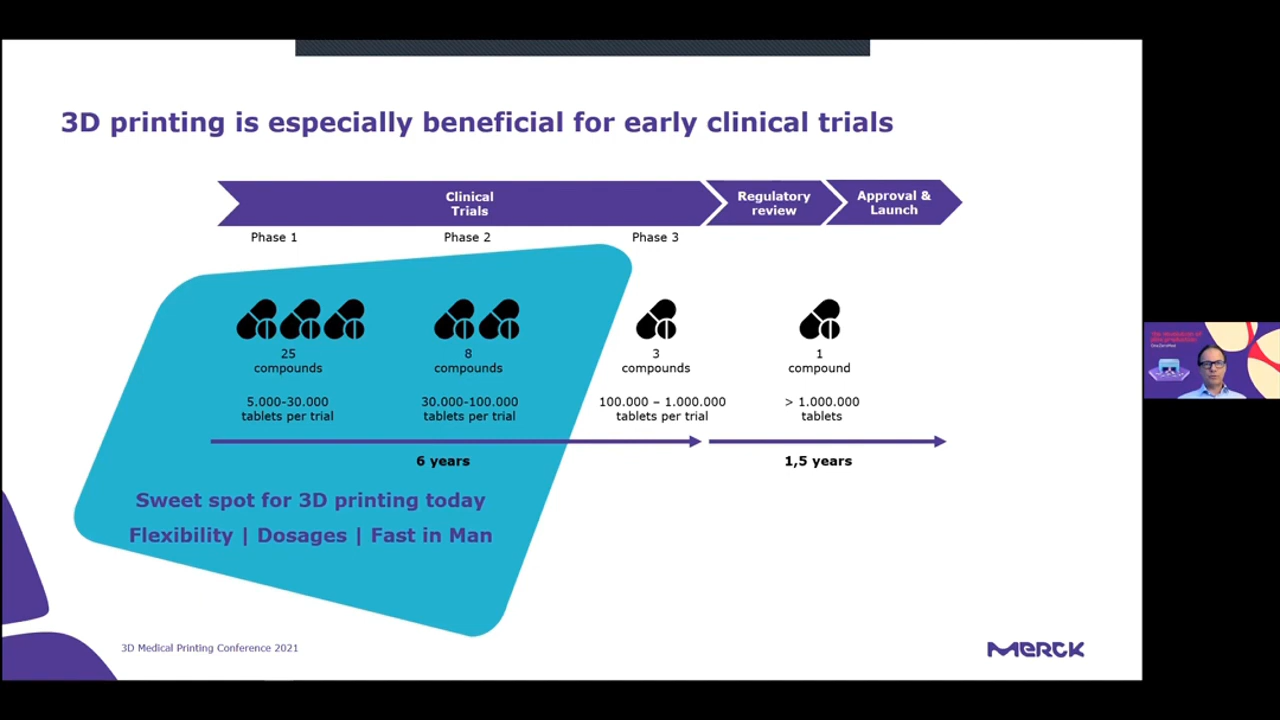 3D printing is especially beneficial for early clinical trials
Clinical
Trials
Regulatory
review
Approval &
Launch
Phase 1
Phase 2
Phase 3
25
compounds
8
compounds
3
compounds
1
compound
5.000-30.000
tablets per trial
30.000-100.000
tablets per trial
100.000 – 1.000.000
tablets per trial
> 1.000.000
tablets
6 years
1,5 years
Sweet spot for 3D printing today
Flexibility | Dosages | Fast in Man
3D Medical Printing Conference 2021
MERCK